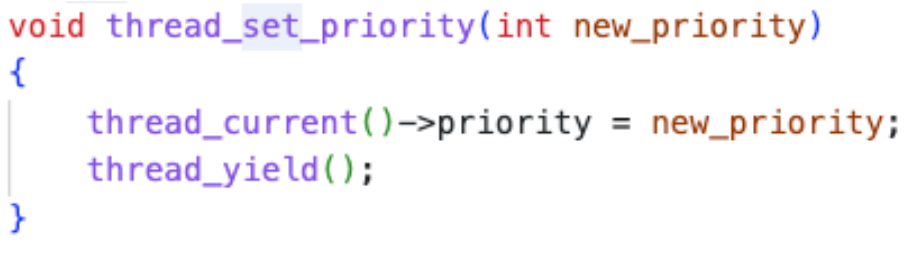 void thread_set_priority(int new_priority)
{
    thread_current()->priority = new_priority;
    thread_yield();
}